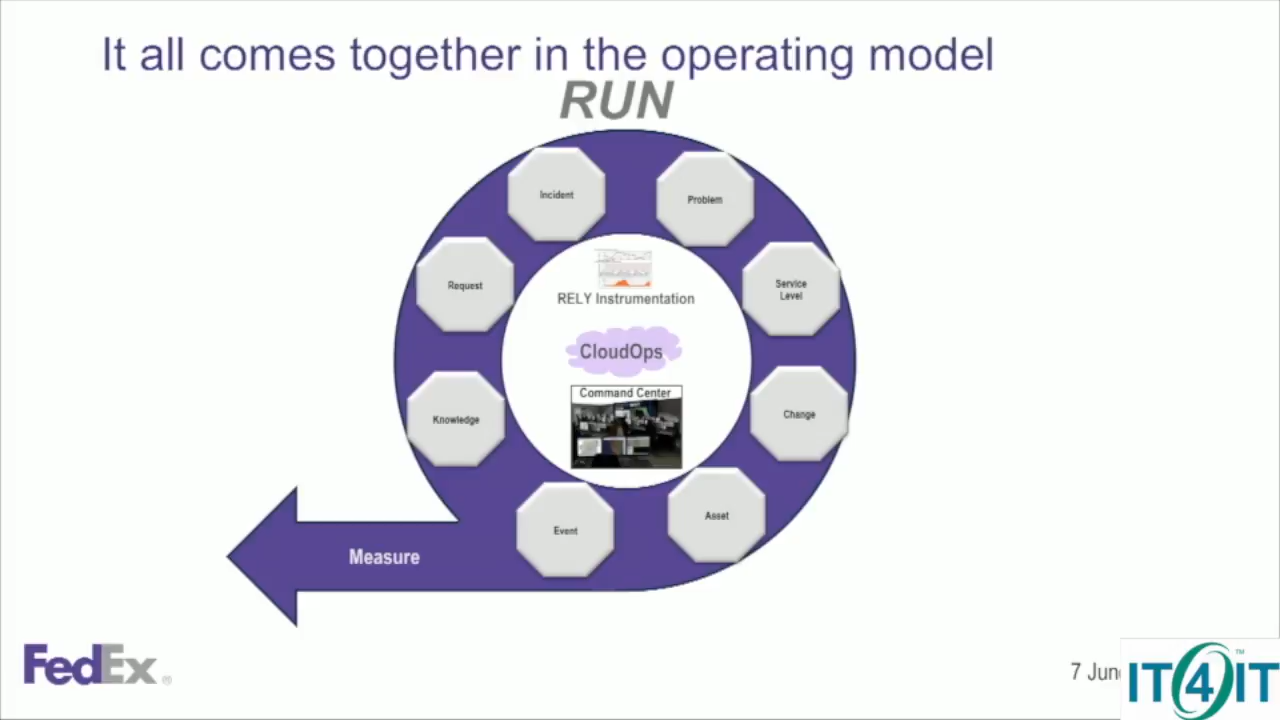 It all comes together in the operating model
RUN
Incident
Problem
Request
Service
Level
RELY Instrumentation
CloudOps
Command Center
Knowledge
Change
Event
Asset
Measure
FedEx®
7 Jun
IT4IT™